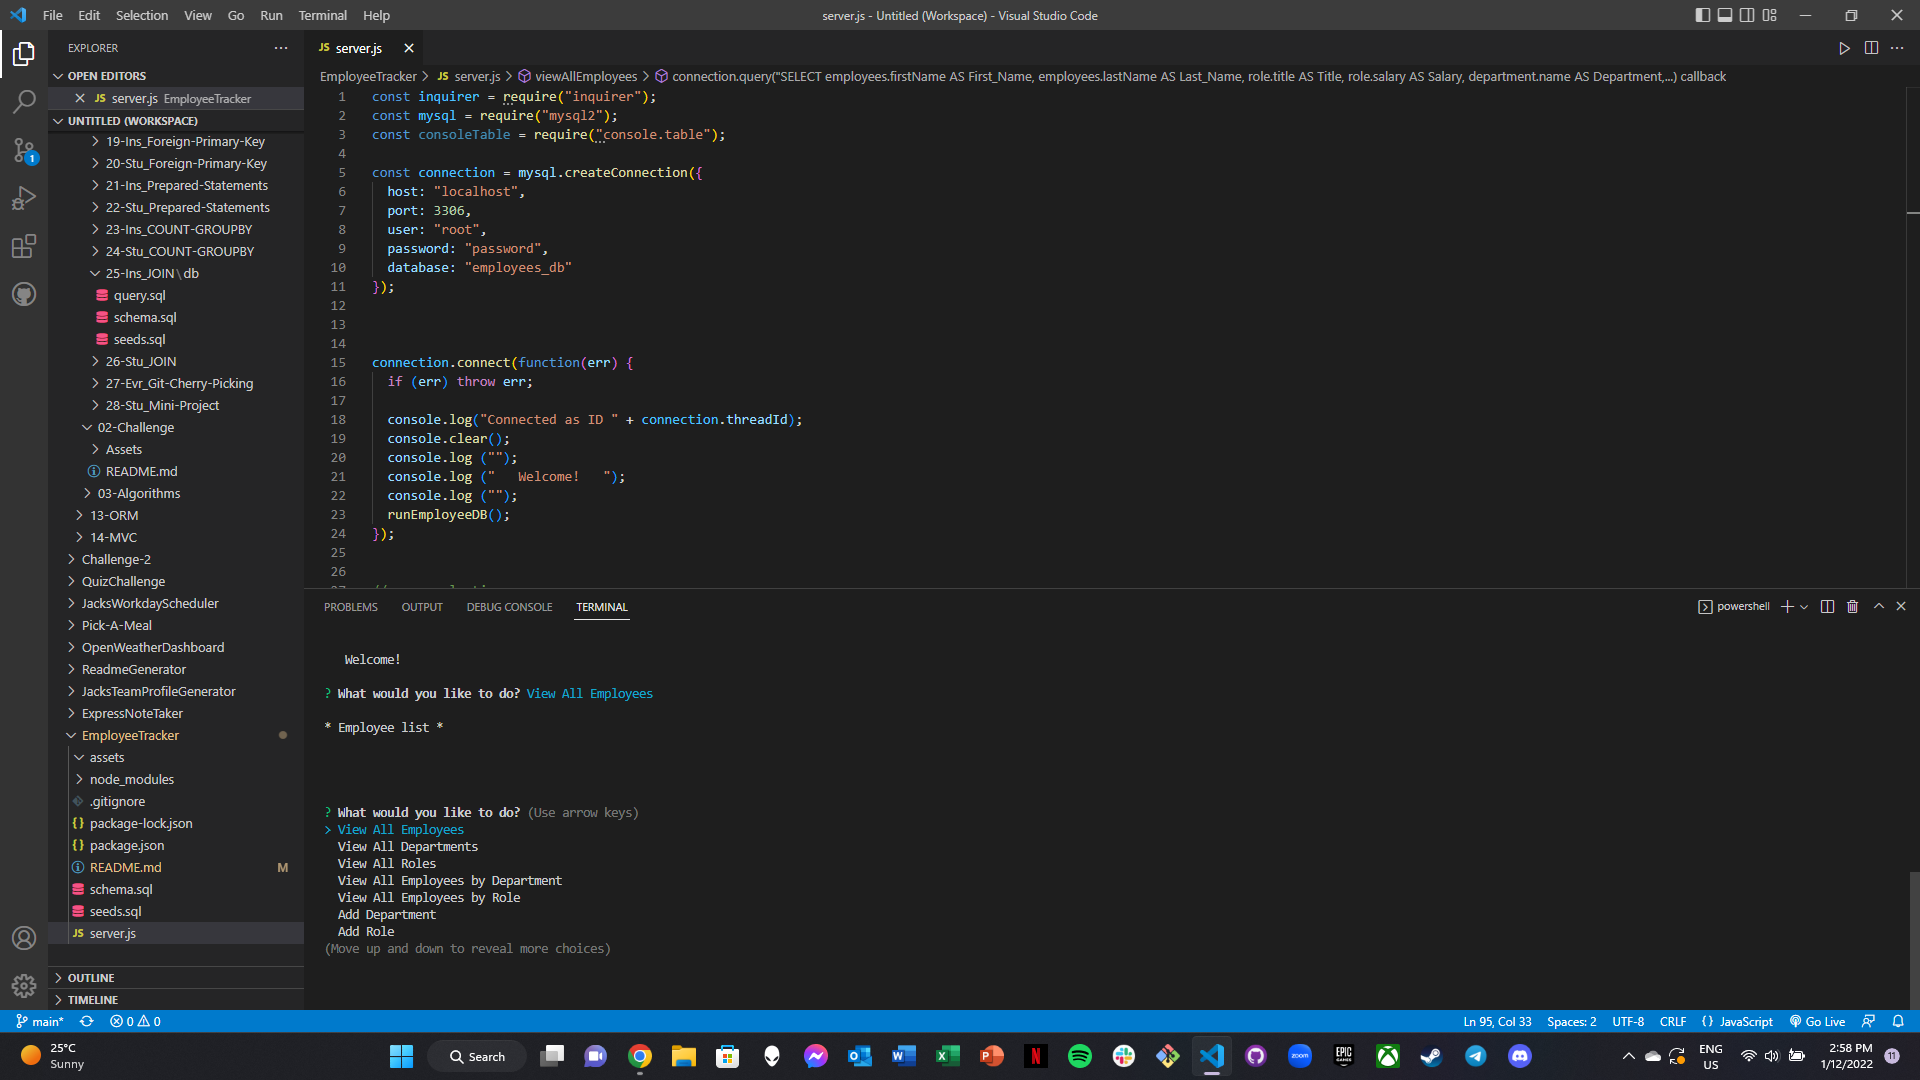 File Edit Selection View Go Run Terminal Help
server.js - Untitled (Workspace) - Visual Studio Code
EXPLORER
OPEN EDITORS
JS server.js EmployeeTracker
UNTITLED (WORKSPACE)
19-Ins_Foreign-Primary-Key
20-Stu_Foreign-Primary-Key
21-Ins_Prepared-Statements
22-Stu_Prepared-Statements
23-Ins_COUNT-GROUPBY
24-Stu_COUNT-GROUPBY
25-Ins_JOIN\db
query.sql
schema.sql
seeds.sql
26-Stu_JOIN
27-Evr_Git-Cherry-Picking
28-Stu_Mini-Project
02-Challenge
Assets
README.md
03-Algorithms
13-ORM
14-MVC
Challenge-2
QuizChallenge
JacksWorkdayScheduler
Pick-A-Meal
OpenWeatherDashboard
ReadmeGenerator
JacksTeamProfileGenerator
ExpressNoteTaker
EmployeeTracker
assets
node_modules
.gitignore
{} package-lock.json
{} package.json
README.md M
schema.sql
seeds.sql
JS server.js
OUTLINE
TIMELINE
1
JS server.js
EmployeeTracker > JS server.js > viewAllEmployees > connection.query("SELECT employees.firstName AS First_Name, employees.lastName AS Last_Name, role.title AS Title, role.salary AS Salary, department.name AS Department,...) callback
1 const inquirer = require("inquirer");
2 const mysql = require("mysql2");
3 const consoleTable = require("console.table");
4
5 const connection = mysql.createConnection({
6 host: "localhost",
7 port: 3306,
8 user: "root",
9 password: "password",
10 database: "employees_db"
11 });
12
13
14
15 connection.connect(function(err) {
16 if (err) throw err;
17
18 console.log("Connected as ID " + connection.threadId);
19 console.clear();
20 console.log ("");
21 console.log ("   Welcome!   ");
22 console.log ("");
23 runEmployeeDB();
24 });
25
26
PROBLEMS OUTPUT DEBUG CONSOLE TERMINAL
powershell
Welcome!
? What would you like to do? View All Employees
* Employee list *
? What would you like to do? (Use arrow keys)
> View All Employees
View All Departments
View All Roles
View All Employees by Department
View All Employees by Role
Add Department
Add Role
(Move up and down to reveal more choices)
main* 0 0
Ln 95, Col 33 Spaces: 2 UTF-8 CRLF {} JavaScript Go Live
25°C
Sunny
Search
zoom
EPIC GAMES
ENG
US
2:58 PM
1/12/2022
11